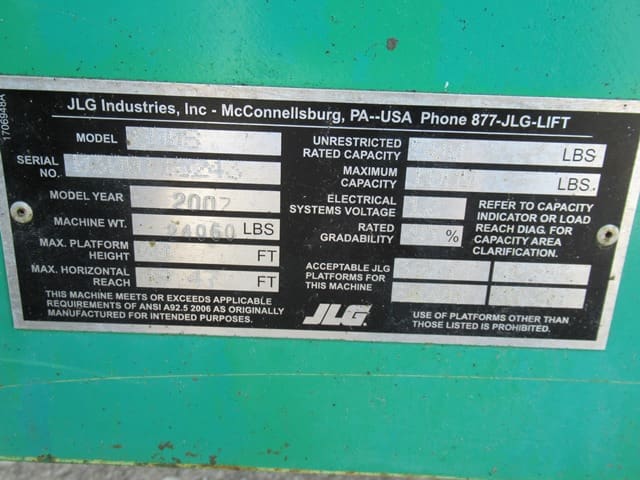 1706948A
JLG Industries, Inc - McConnellsburg, PA--USA Phone 877-JLG-LIFT
MODEL
SERIAL NO.
MODEL YEAR 2007
MACHINE WT. 24060 LBS
MAX. PLATFORM HEIGHT FT
MAX. HORIZONTAL REACH FT
THIS MACHINE MEETS OR EXCEEDS APPLICABLE
REQUIREMENTS OF ANSI A92.5 2006 AS ORIGINALLY
MANUFACTURED FOR INTENDED PURPOSES.
UNRESTRICTED
RATED CAPACITY LBS
MAXIMUM
CAPACITY LBS.
ELECTRICAL
SYSTEMS VOLTAGE
RATED
GRADABILITY %
REFER TO CAPACITY
INDICATOR OR LOAD
REACH DIAG. FOR
CAPACITY AREA
CLARIFICATION.
ACCEPTABLE JLG
PLATFORMS FOR
THIS MACHINE
JLG
USE OF PLATFORMS OTHER THAN
THOSE LISTED IS PROHIBITED.